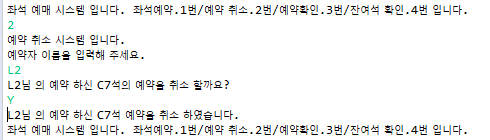 좌석 예매 시스템 입니다. 좌석예약.1번/예약 취소.2번/예약확인.3번/잔여석 확인.4번 입니다.
2
예약 취소 시스템 입니다.
예약자 이름을 입력해 주세요.
L2
L2님 의 예약 하신 C7석의 예약을 취소 할까요?
Y
L2님 의 예약 하신 C7석 예약을 취소 하였습니다.
좌석 예매 시스템 입니다. 좌석예약.1번/예약 취소.2번/예약확인.3번/잔여석 확인.4번 입니다.